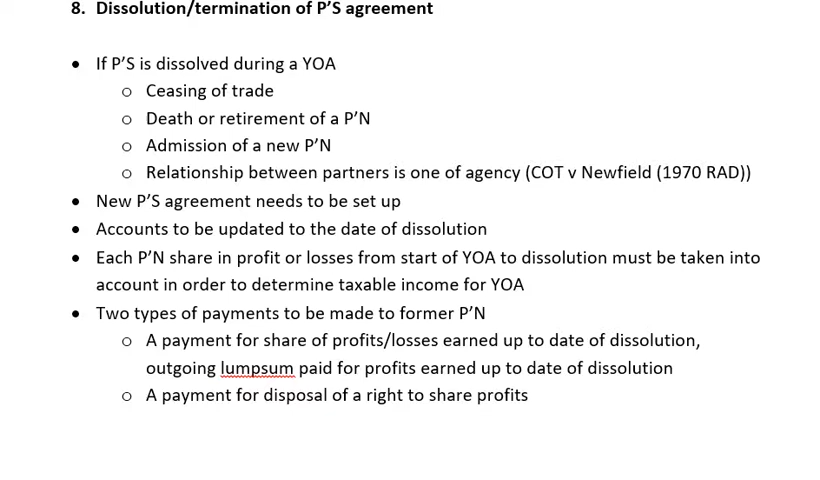 8. Dissolution/termination of P’S agreement
• If P’S is dissolved during a YOA
o Ceasing of trade
o Death or retirement of a P’N
o Admission of a new P’N
o Relationship between partners is one of agency (COT v Newfield (1970 RAD))
• New P’S agreement needs to be set up
• Accounts to be updated to the date of dissolution
• Each P’N share in profit or losses from start of YOA to dissolution must be taken into
account in order to determine taxable income for YOA
• Two types of payments to be made to former P’N
o A payment for share of profits/losses earned up to date of dissolution,
outgoing lumpsum paid for profits earned up to date of dissolution
o A payment for disposal of a right to share profits